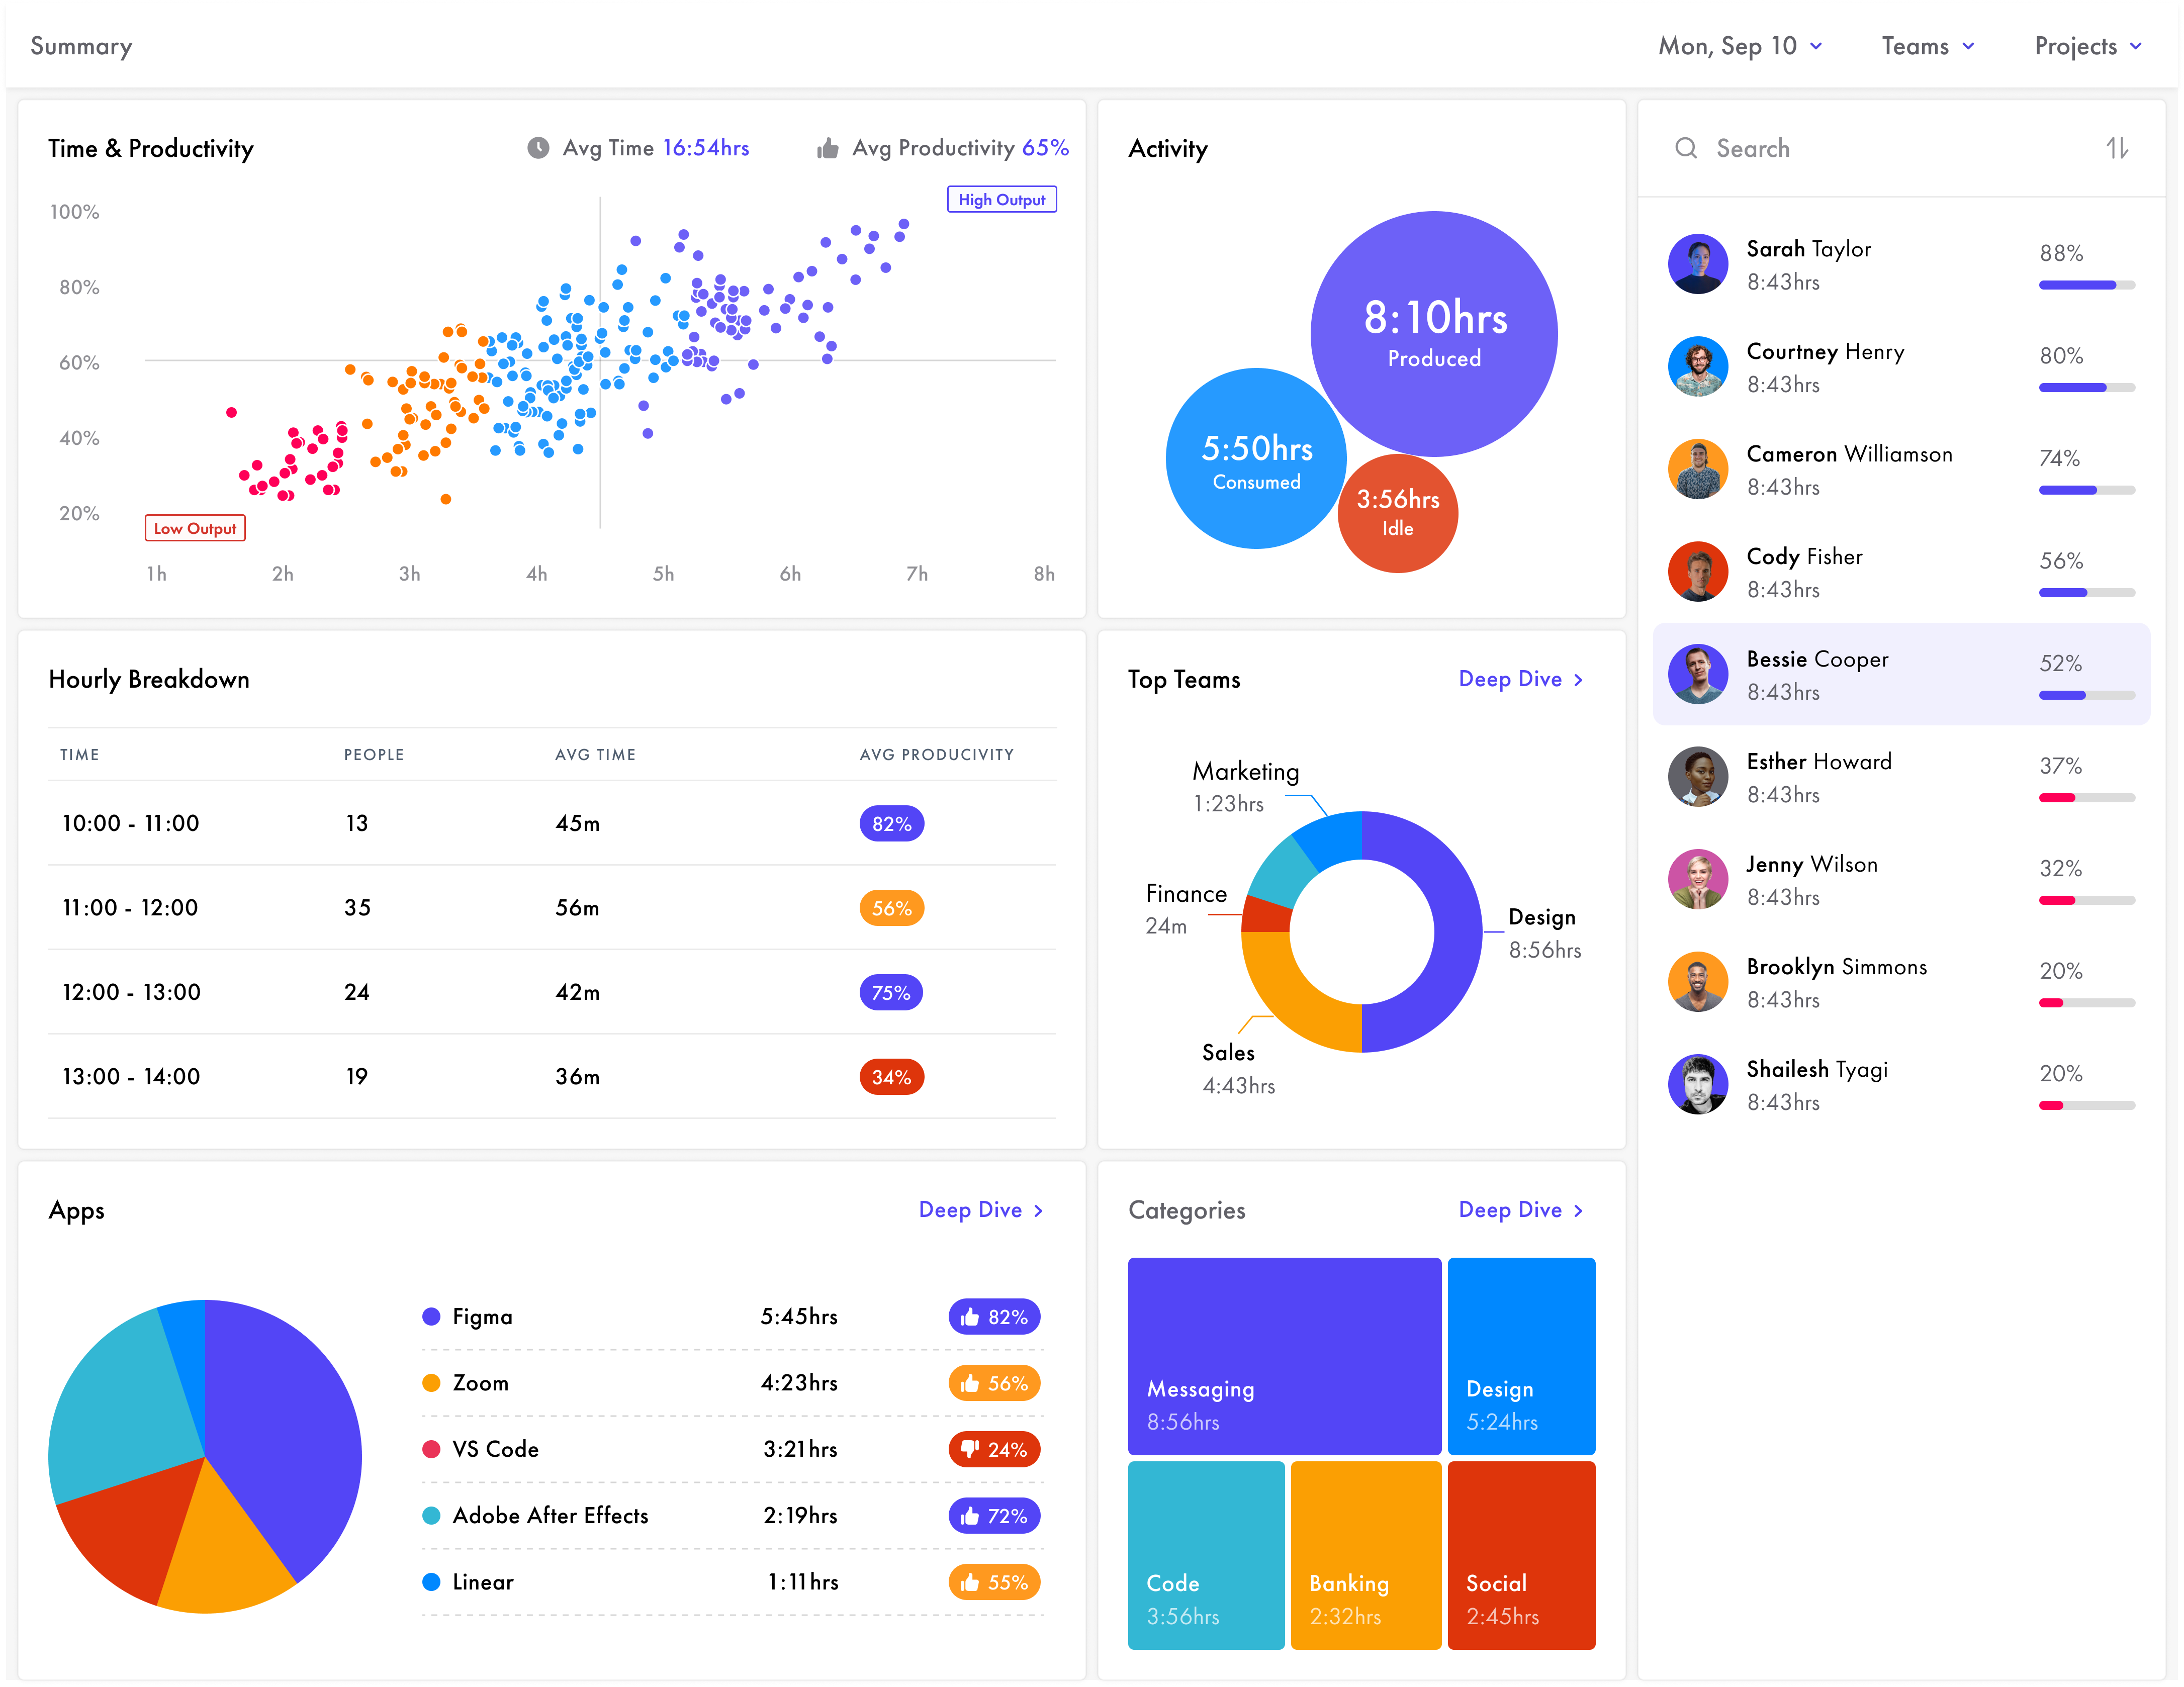 Summary
Mon, Sep 10
Teams
Projects
Time & Productivity
Avg Time 16:54hrs
Avg Productivity 65%
High Output
100%
80%
60%
40%
20%
Low Output
1h 2h 3h 4h 5h 6h 7h 8h
Activity
8:10hrs
Produced
5:50hrs
Consumed
3:56hrs
Idle
Search
Sarah Taylor
8:43hrs
88%
Courtney Henry
8:43hrs
80%
Cameron Williamson
8:43hrs
74%
Cody Fisher
8:43hrs
56%
Bessie Cooper
8:43hrs
52%
Esther Howard
8:43hrs
37%
Jenny Wilson
8:43hrs
32%
Brooklyn Simmons
8:43hrs
20%
Shailesh Tyagi
8:43hrs
20%
Hourly Breakdown
TIME PEOPLE AVG TIME AVG PRODUCIVITY
10:00 - 11:00 13 45m 82%
11:00 - 12:00 35 56m 56%
12:00 - 13:00 24 42m 75%
13:00 - 14:00 19 36m 34%
Top Teams
Deep Dive
Marketing
1:23hrs
Finance
24m
Design
8:56hrs
Sales
4:43hrs
Apps
Deep Dive
Figma 5:45hrs 82%
Zoom 4:23hrs 56%
VS Code 3:21hrs 24%
Adobe After Effects 2:19hrs 72%
Linear 1:11hrs 55%
Categories
Deep Dive
Messaging
8:56hrs
Design
5:24hrs
Code
3:56hrs
Banking
2:32hrs
Social
2:45hrs